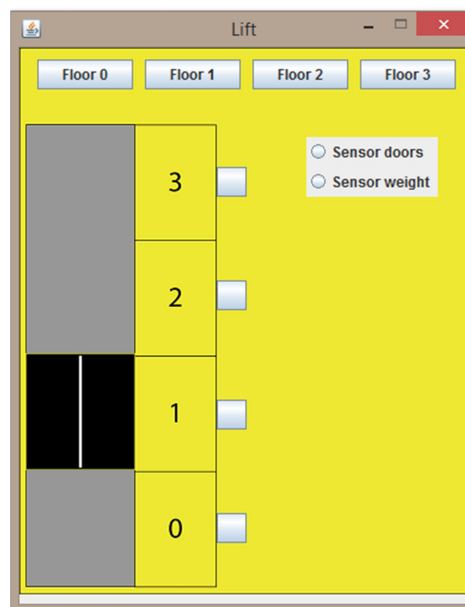 Lift
Floor 0 Floor 1 Floor 2 Floor 3
Sensor doors
3
Sensor weight
2
1
0